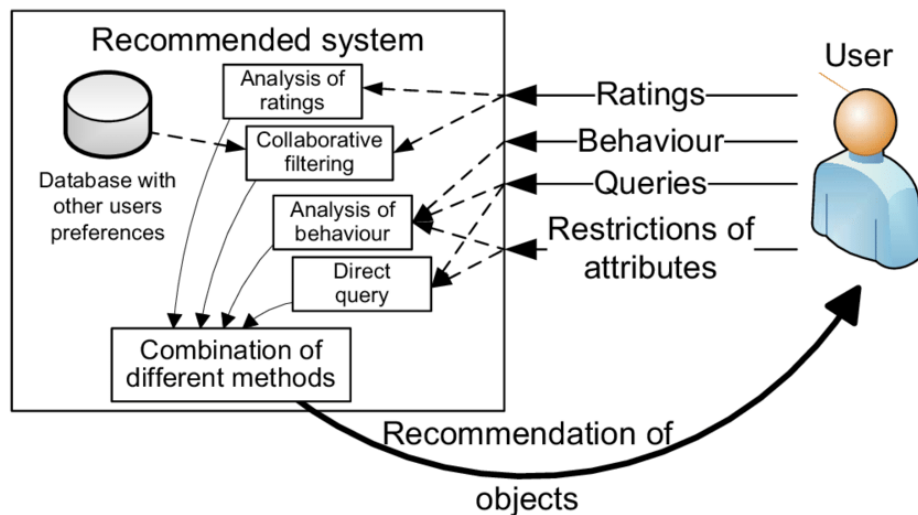 Recommended system
User
Analysis of
ratings
Collaborative
filtering
Database with
other users
preferences
Analysis of
behaviour
Direct
query
Combination of
different methods
Ratings
Behaviour
Queries
Restrictions of
attributes
Recommendation of
objects